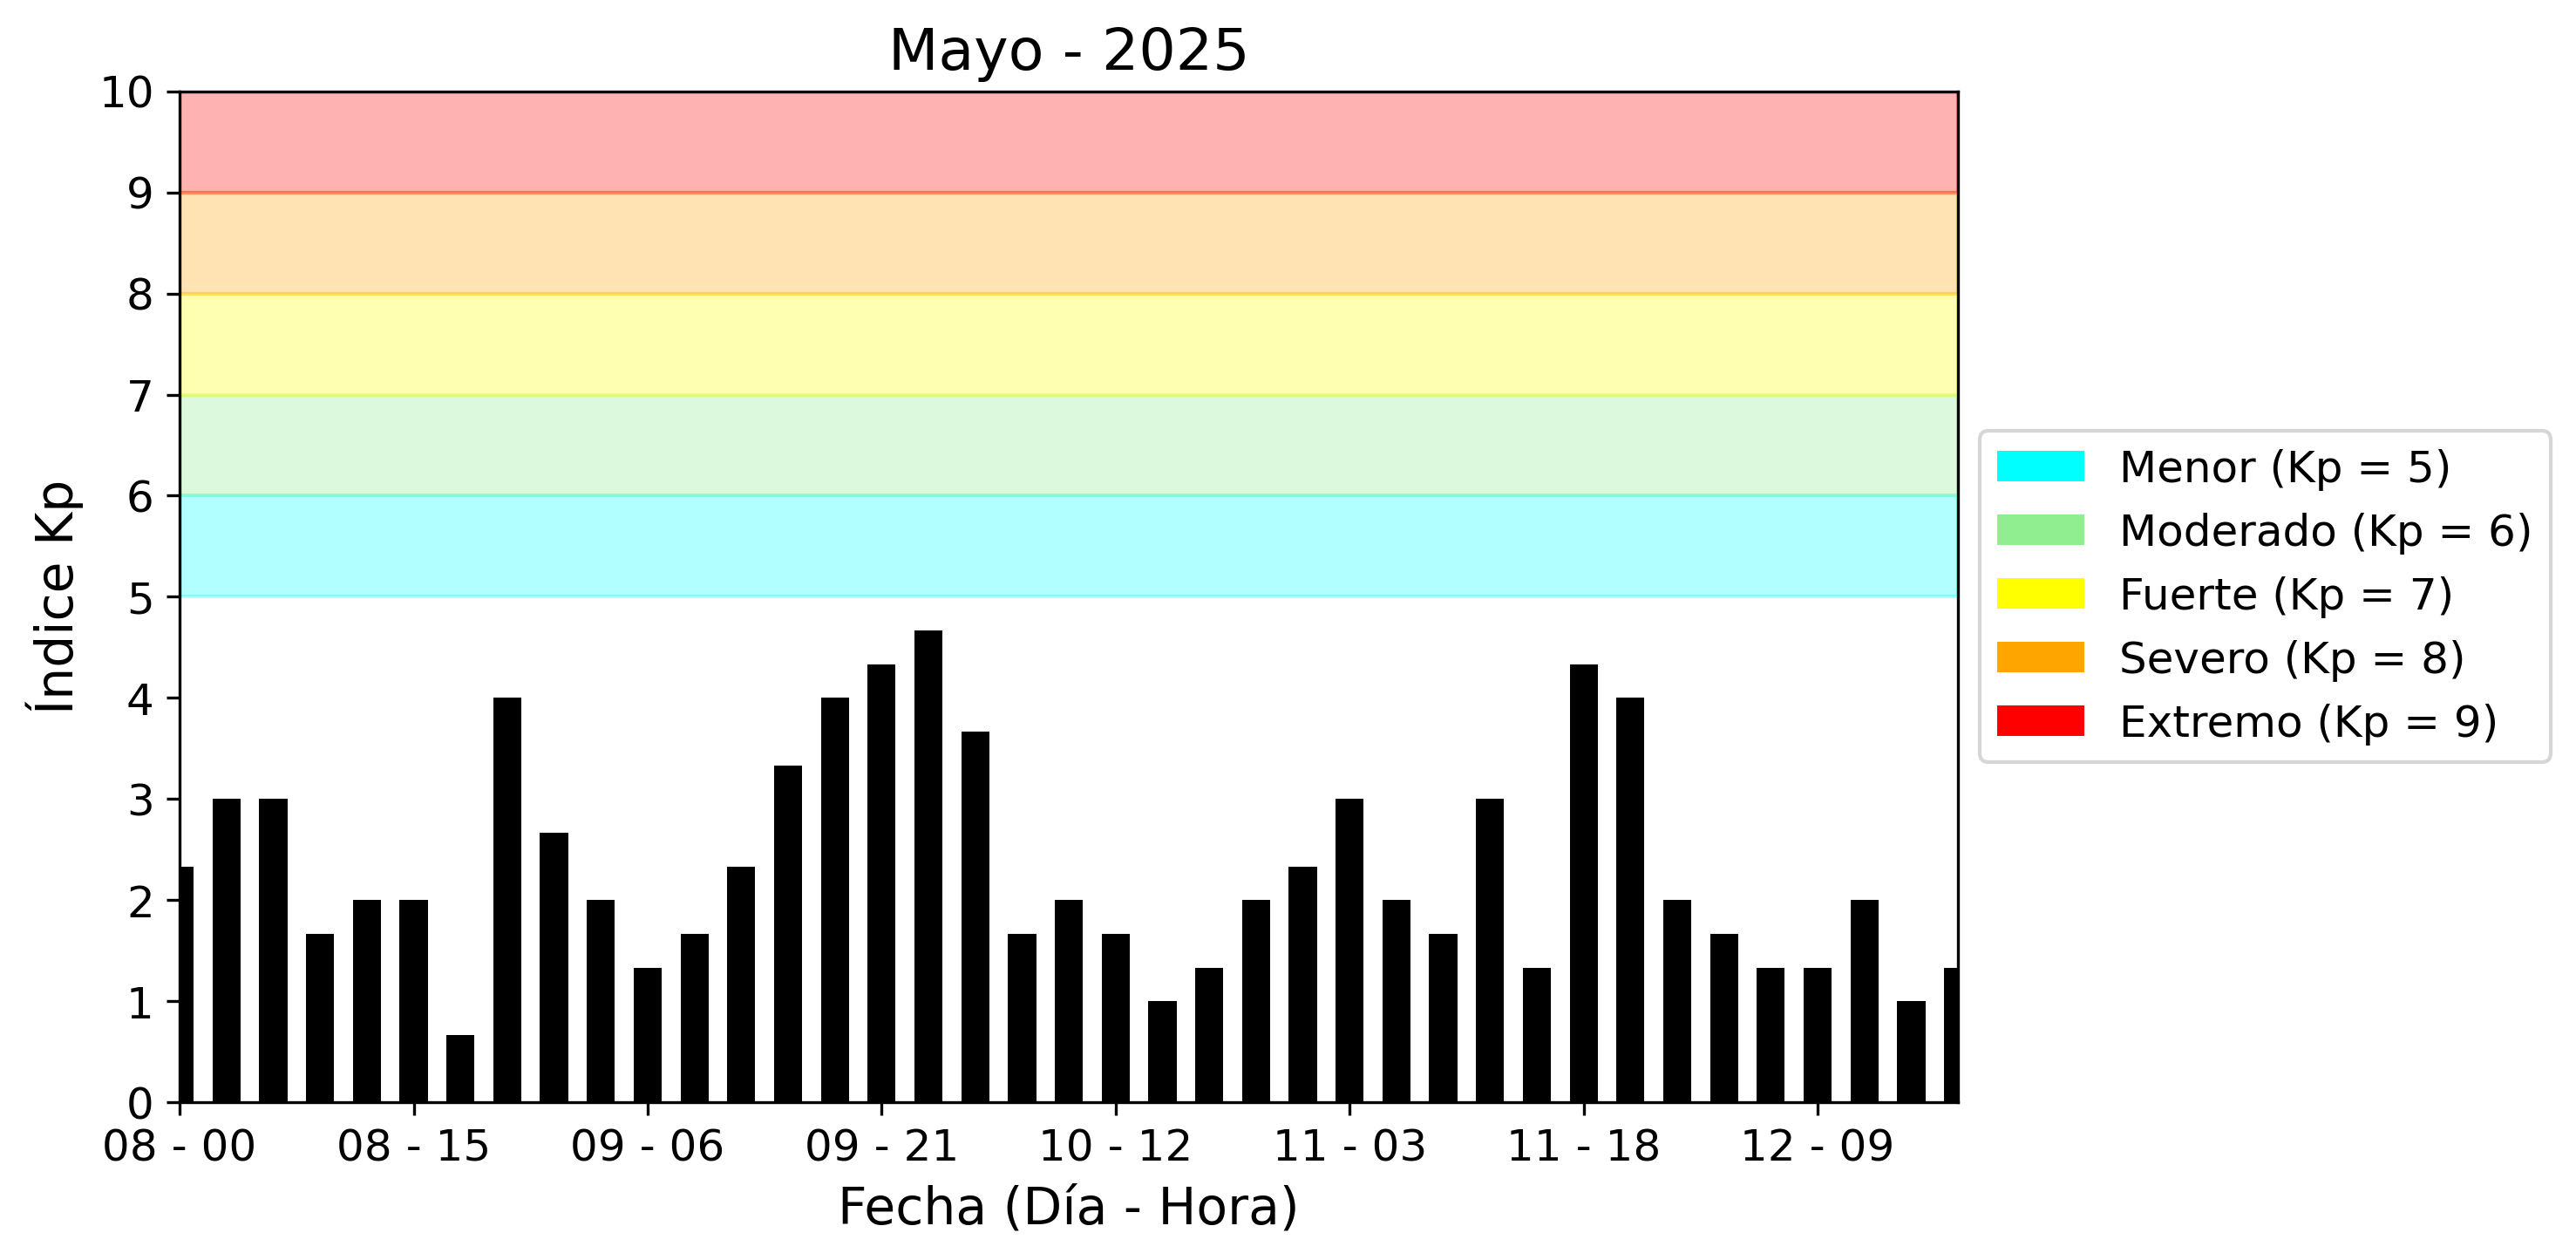 Mayo - 2025
10
9
8
7
6
5
4
3
2
1
0
Índice Kp
08 - 00
08 - 15
09 - 06
09 - 21
10 - 12
11 - 03
11 - 18
12 - 09
Fecha (Día - Hora)
Menor (Kp = 5)
Moderado (Kp = 6)
Fuerte (Kp = 7)
Severo (Kp = 8)
Extremo (Kp = 9)